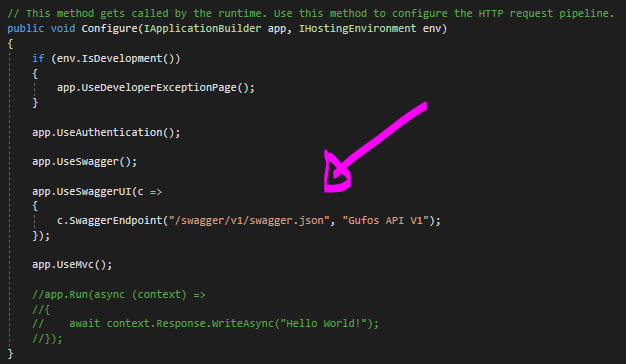 // This method gets called by the runtime. Use this method to configure the HTTP request pipeline.
public void Configure(IApplicationBuilder app, IHostingEnvironment env)
{
    if (env.IsDevelopment())
    {
        app.UseDeveloperExceptionPage();
    }
    app.UseAuthentication();
    app.UseSwagger();
    app.UseSwaggerUI(c =>
    {
        c.SwaggerEndpoint("/swagger/v1/swagger.json", "Gufos API V1");
    });
    app.UseMvc();
    //app.Run(async (context) =>
    //{
    //    await context.Response.WriteAsync("Hello World!");
    //});
}